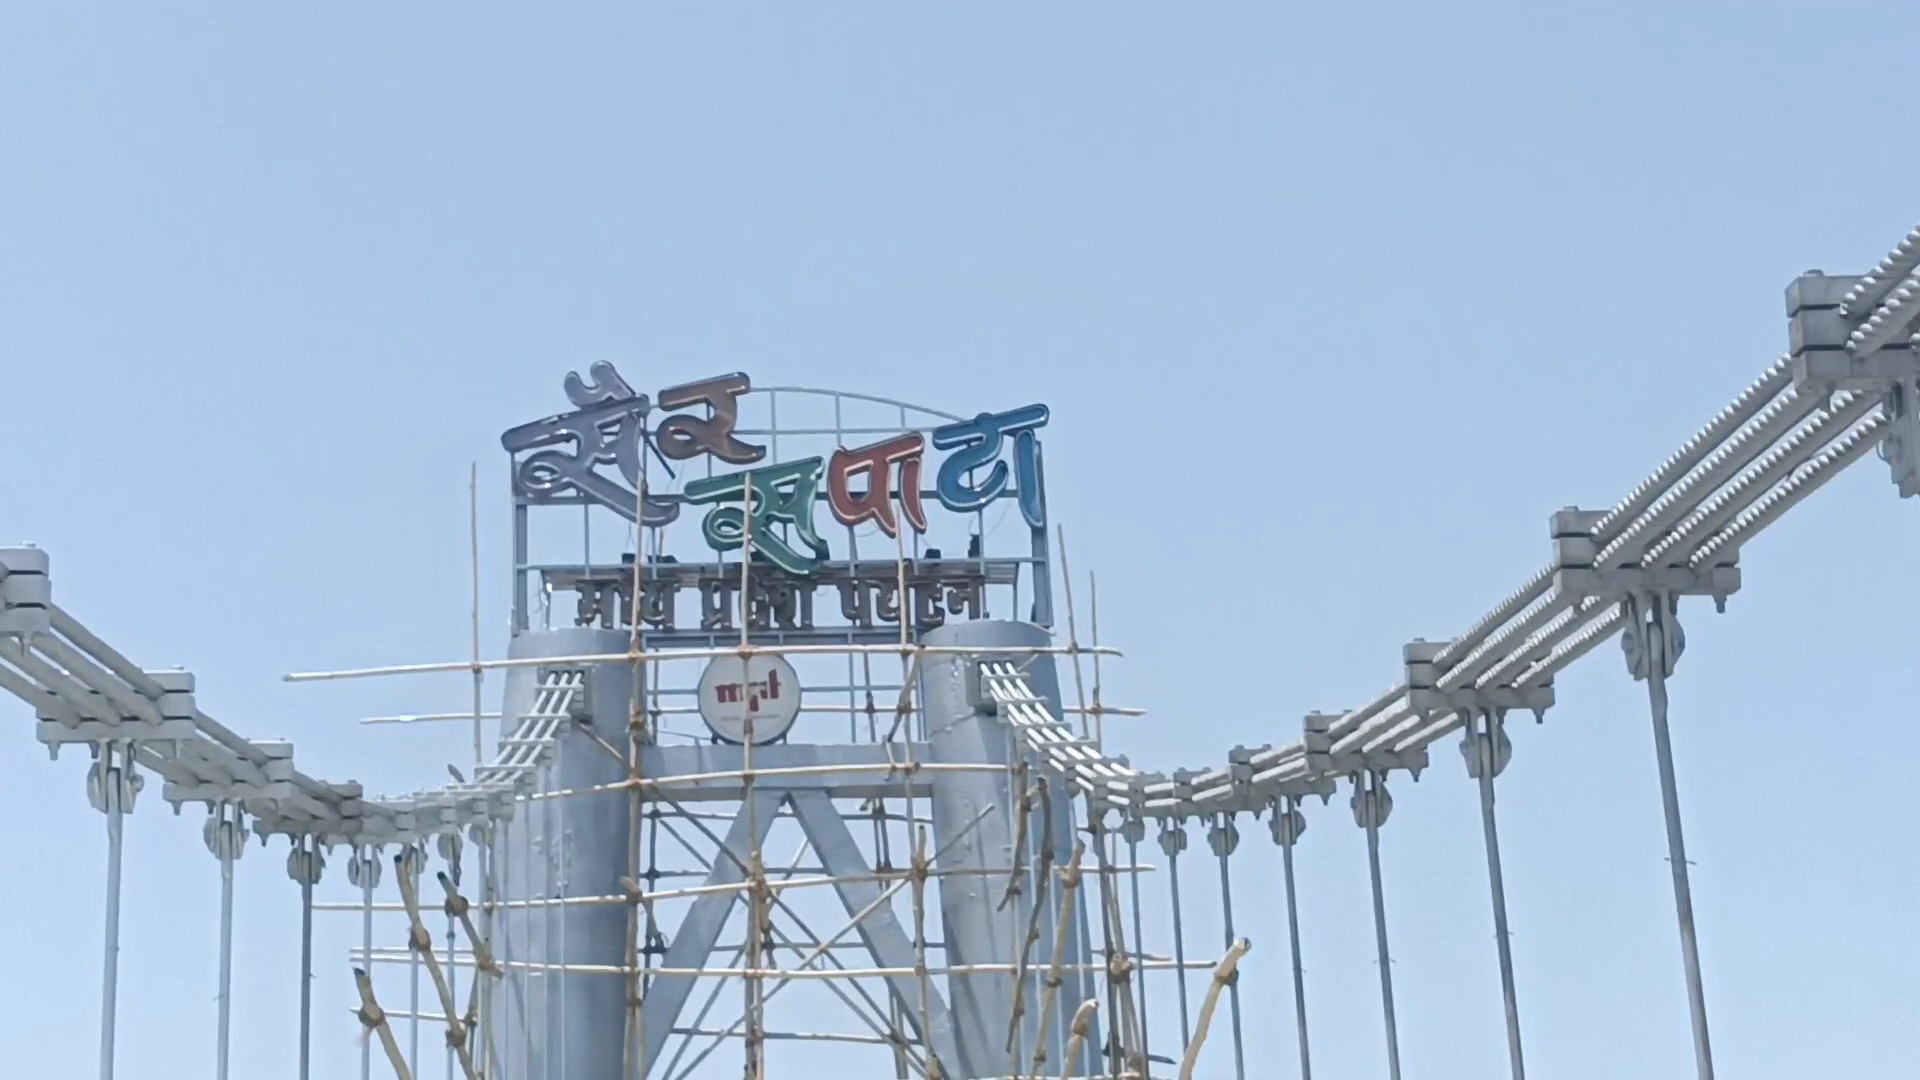 सैर
सपाटा
मध्य प्रदेश पर्यटन